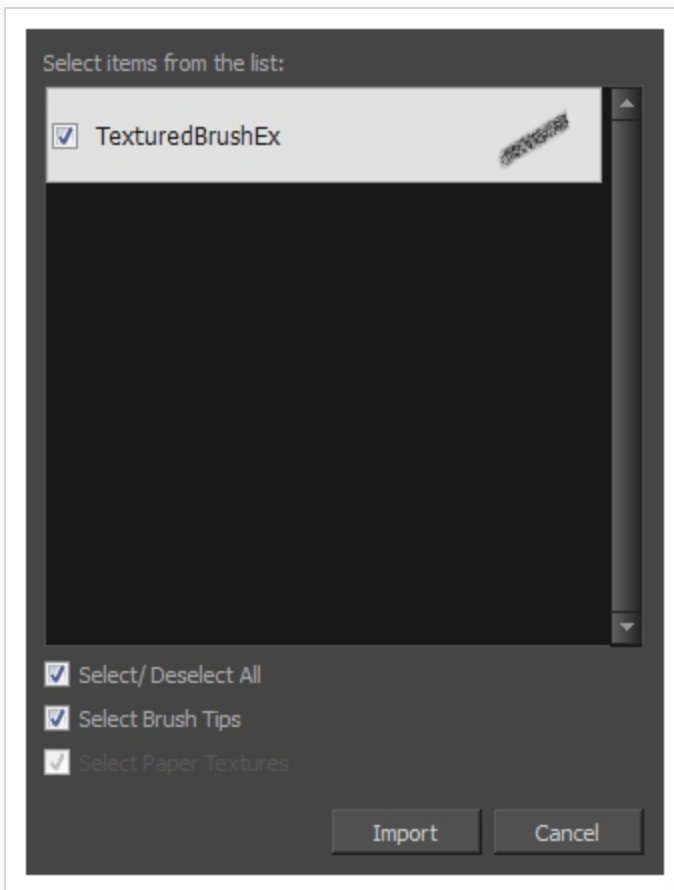 Select items from the list:
TexturedBrushEx
Select/ Deselect All
Select Brush Tips
Select Paper Textures
Import Cancel